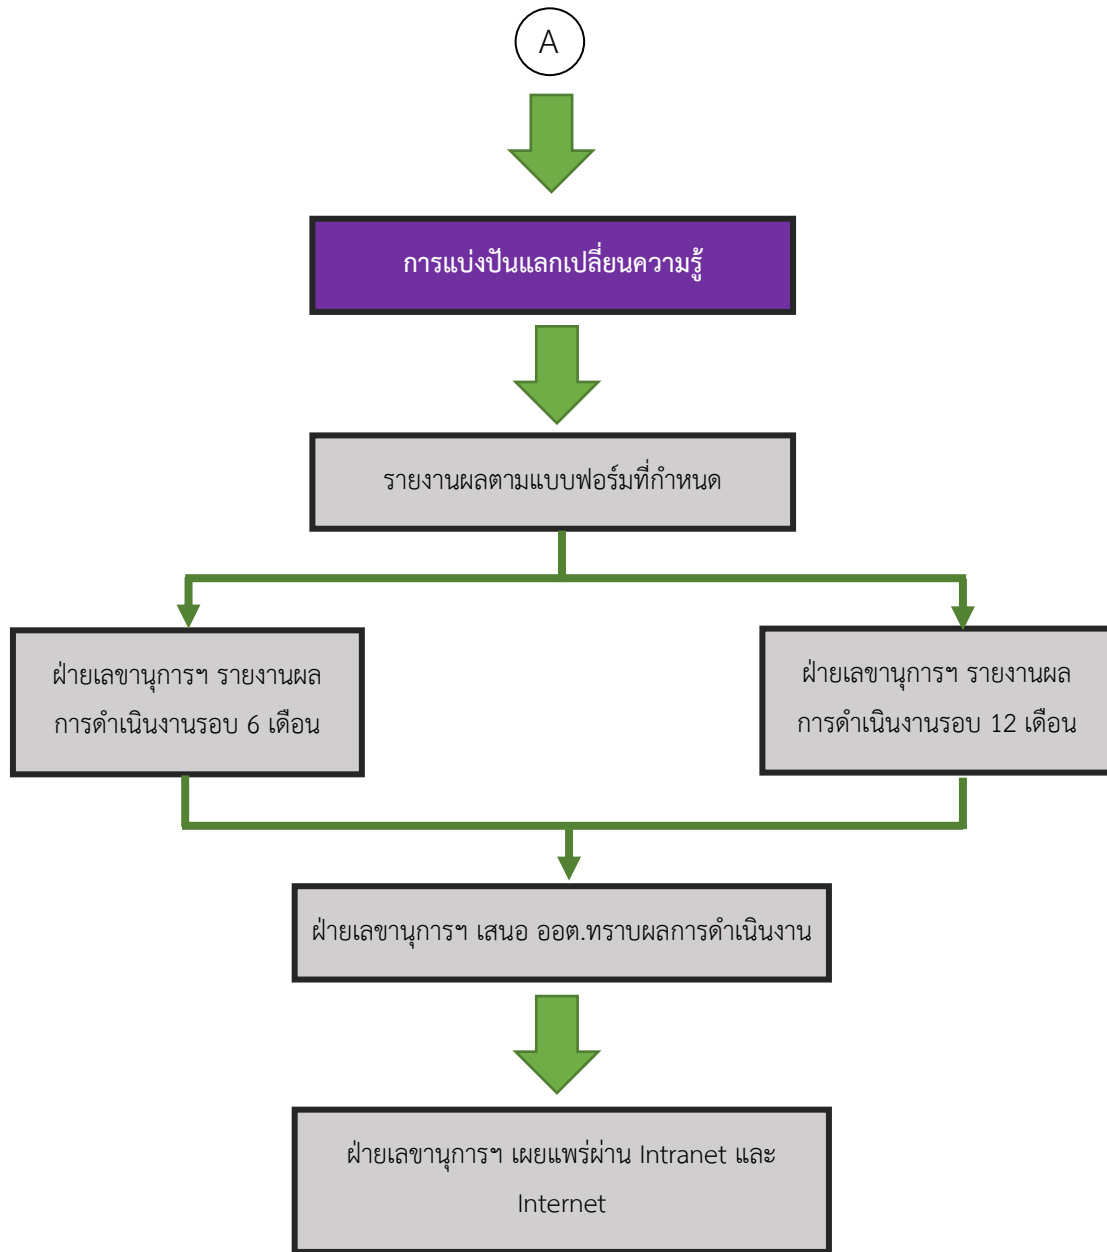 A
การแบ่งปันแลกเปลี่ยนความรู้
รายงานผลตามแบบฟอร์มที่กำหนด
ฝ่ายเลขานุการฯ รายงานผล
การดำเนินงานรอบ 6 เดือน
ฝ่ายเลขานุการฯ รายงานผล
การดำเนินงานรอบ 12 เดือน
ฝ่ายเลขานุการฯ เสนอ ออต.ทราบผลการดำเนินงาน
ฝ่ายเลขานุการฯ เผยแพร่ผ่าน Intranet และ
Internet